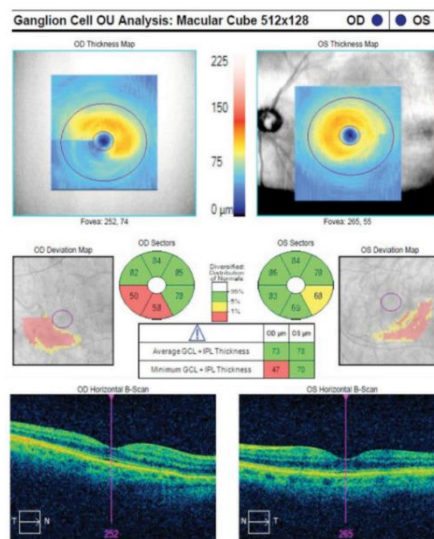 Ganglion Cell OU Analysis: Macular Cube 512x128 OD OS
OD Thickness Map
OS Thickness Map
225
150
75
0 µm
Fovea: 252, 74
Fovea: 265, 55
OD Deviation Map
OD Sectors
OS Sectors
OS Deviation Map
Diversified:
Distribution
of Normals
95%
5%
1%
84
82
85
50
78
58
84
86
78
83
68
69
OD µm OS µm
Average GCL + IPL Thickness 73 78
Minimum GCL + IPL Thickness 47 70
OD Horizontal B-Scan
OS Horizontal B-Scan
T N
252
T N
265